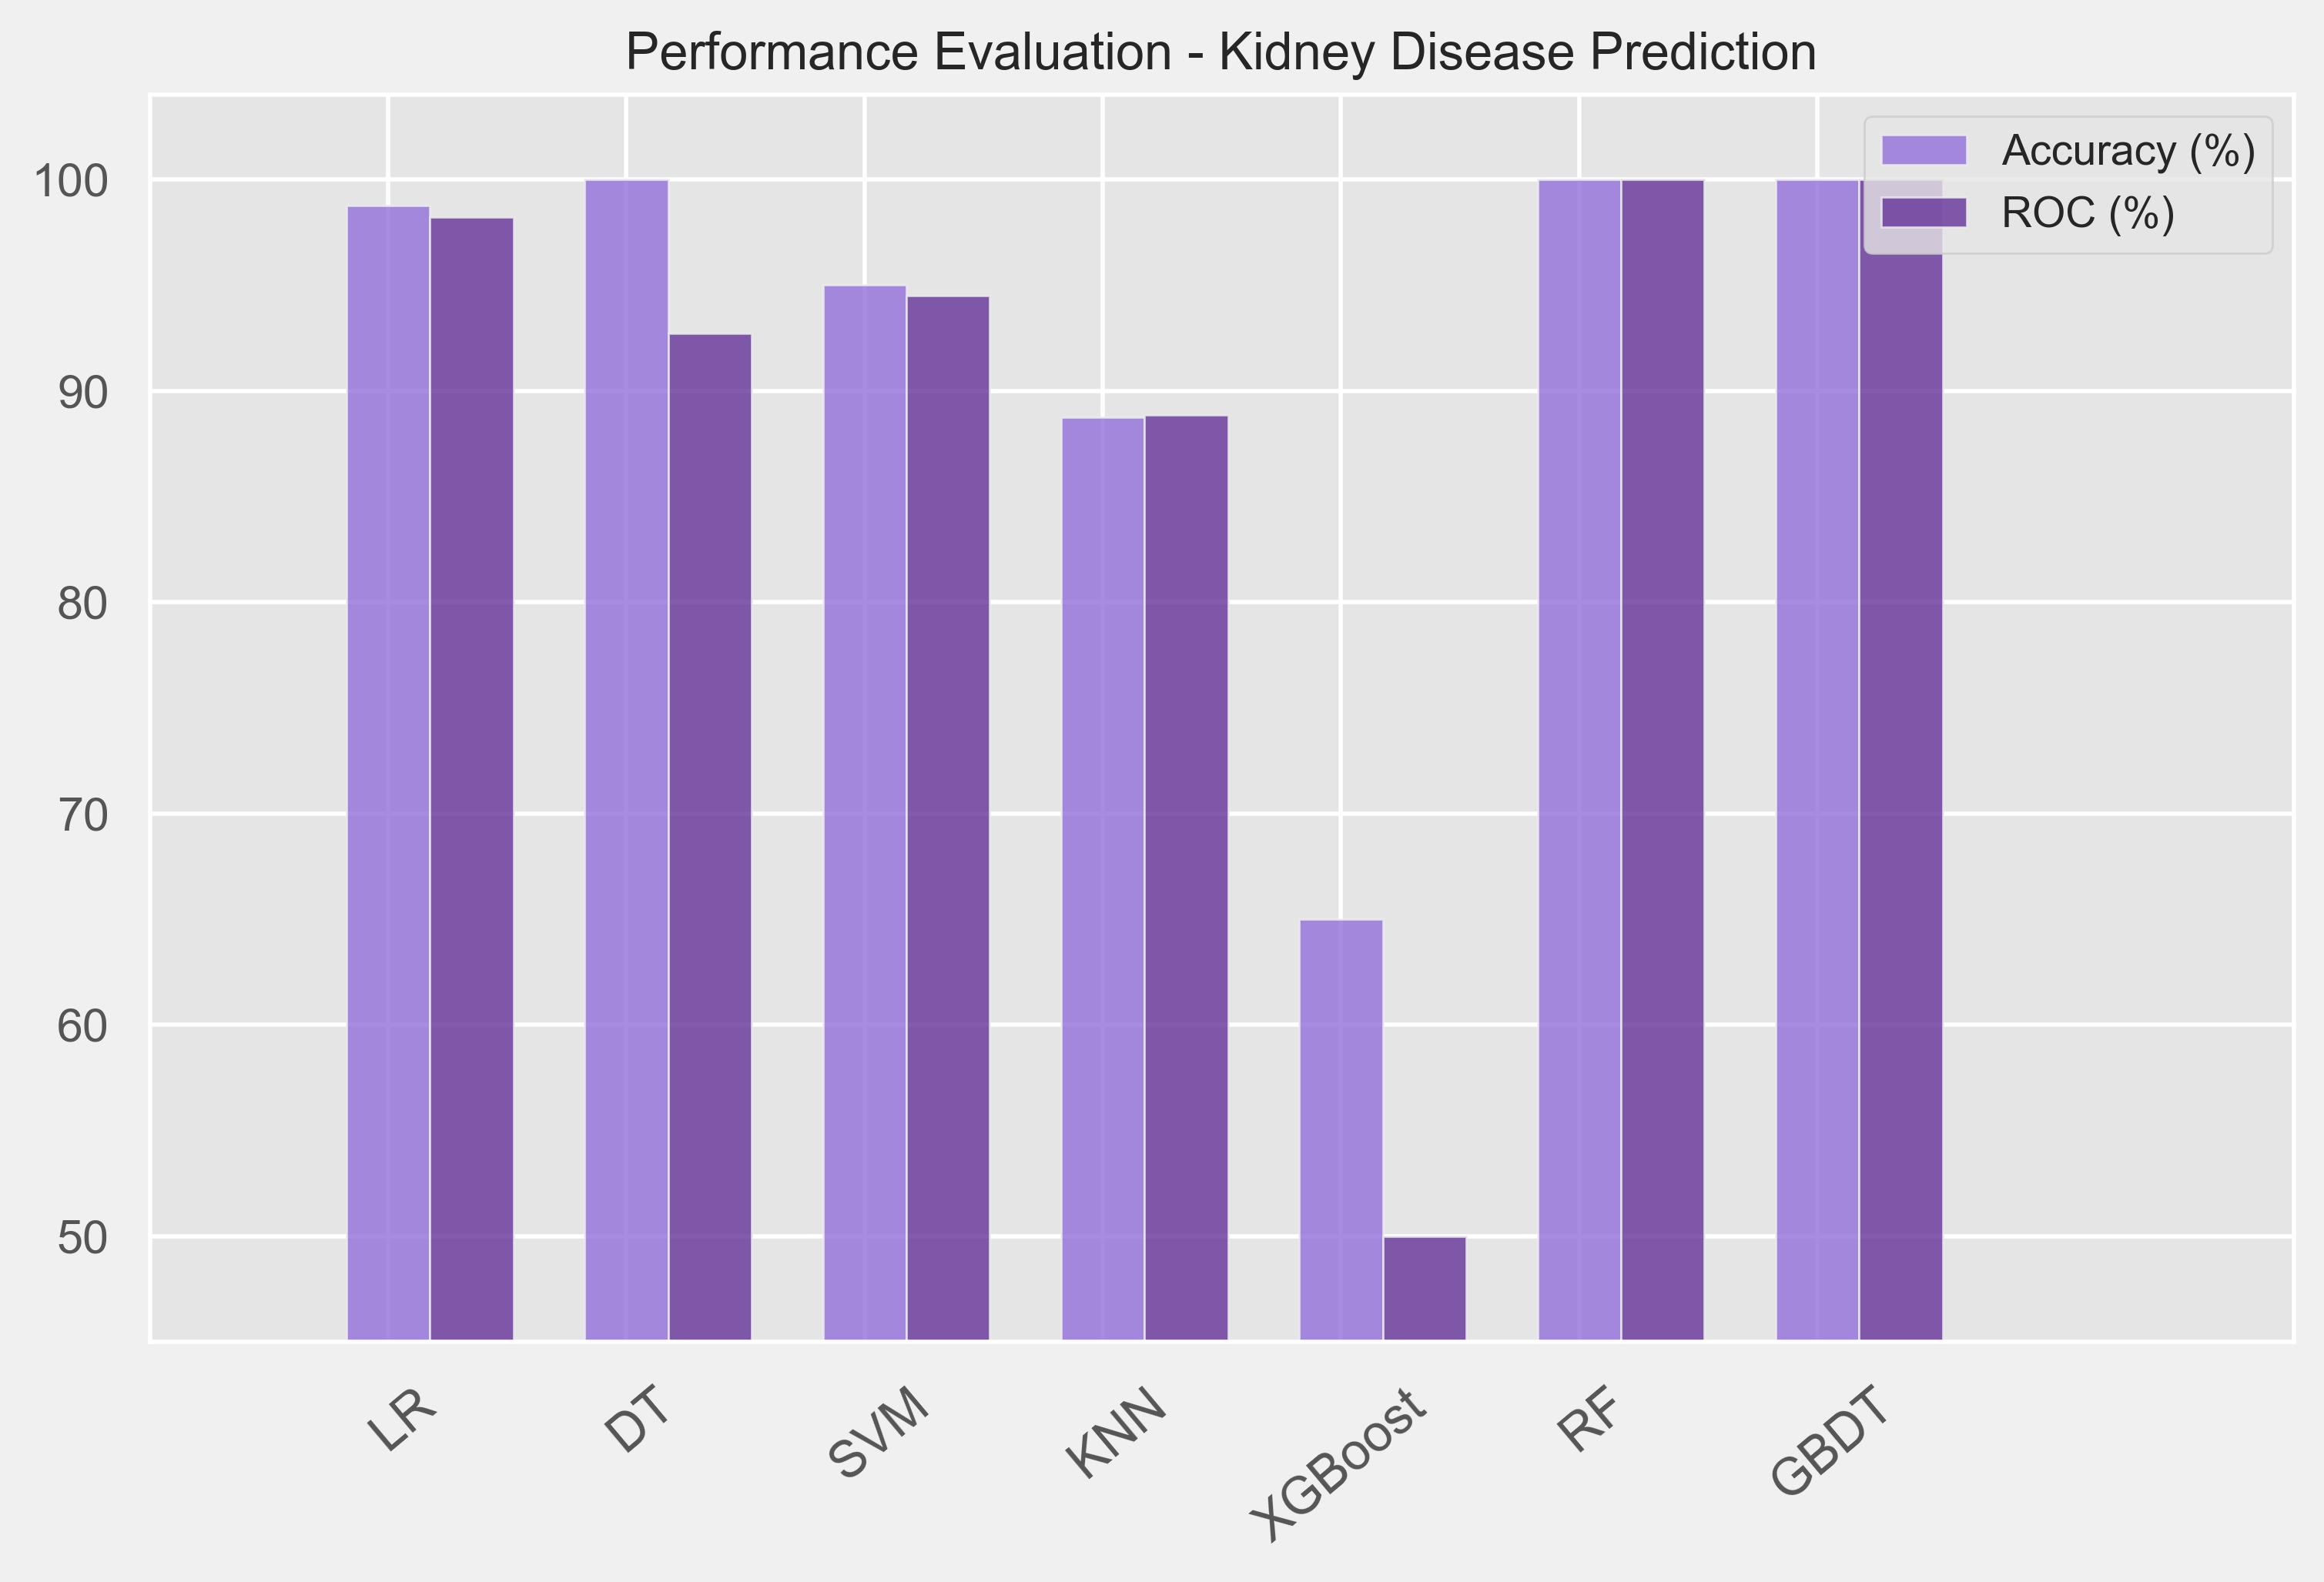 Performance Evaluation - Kidney Disease Prediction
Accuracy (%)
ROC (%)
100
90
80
70
60
50
LR
DT
SVM
KNN
XGBoost
RF
GBDT